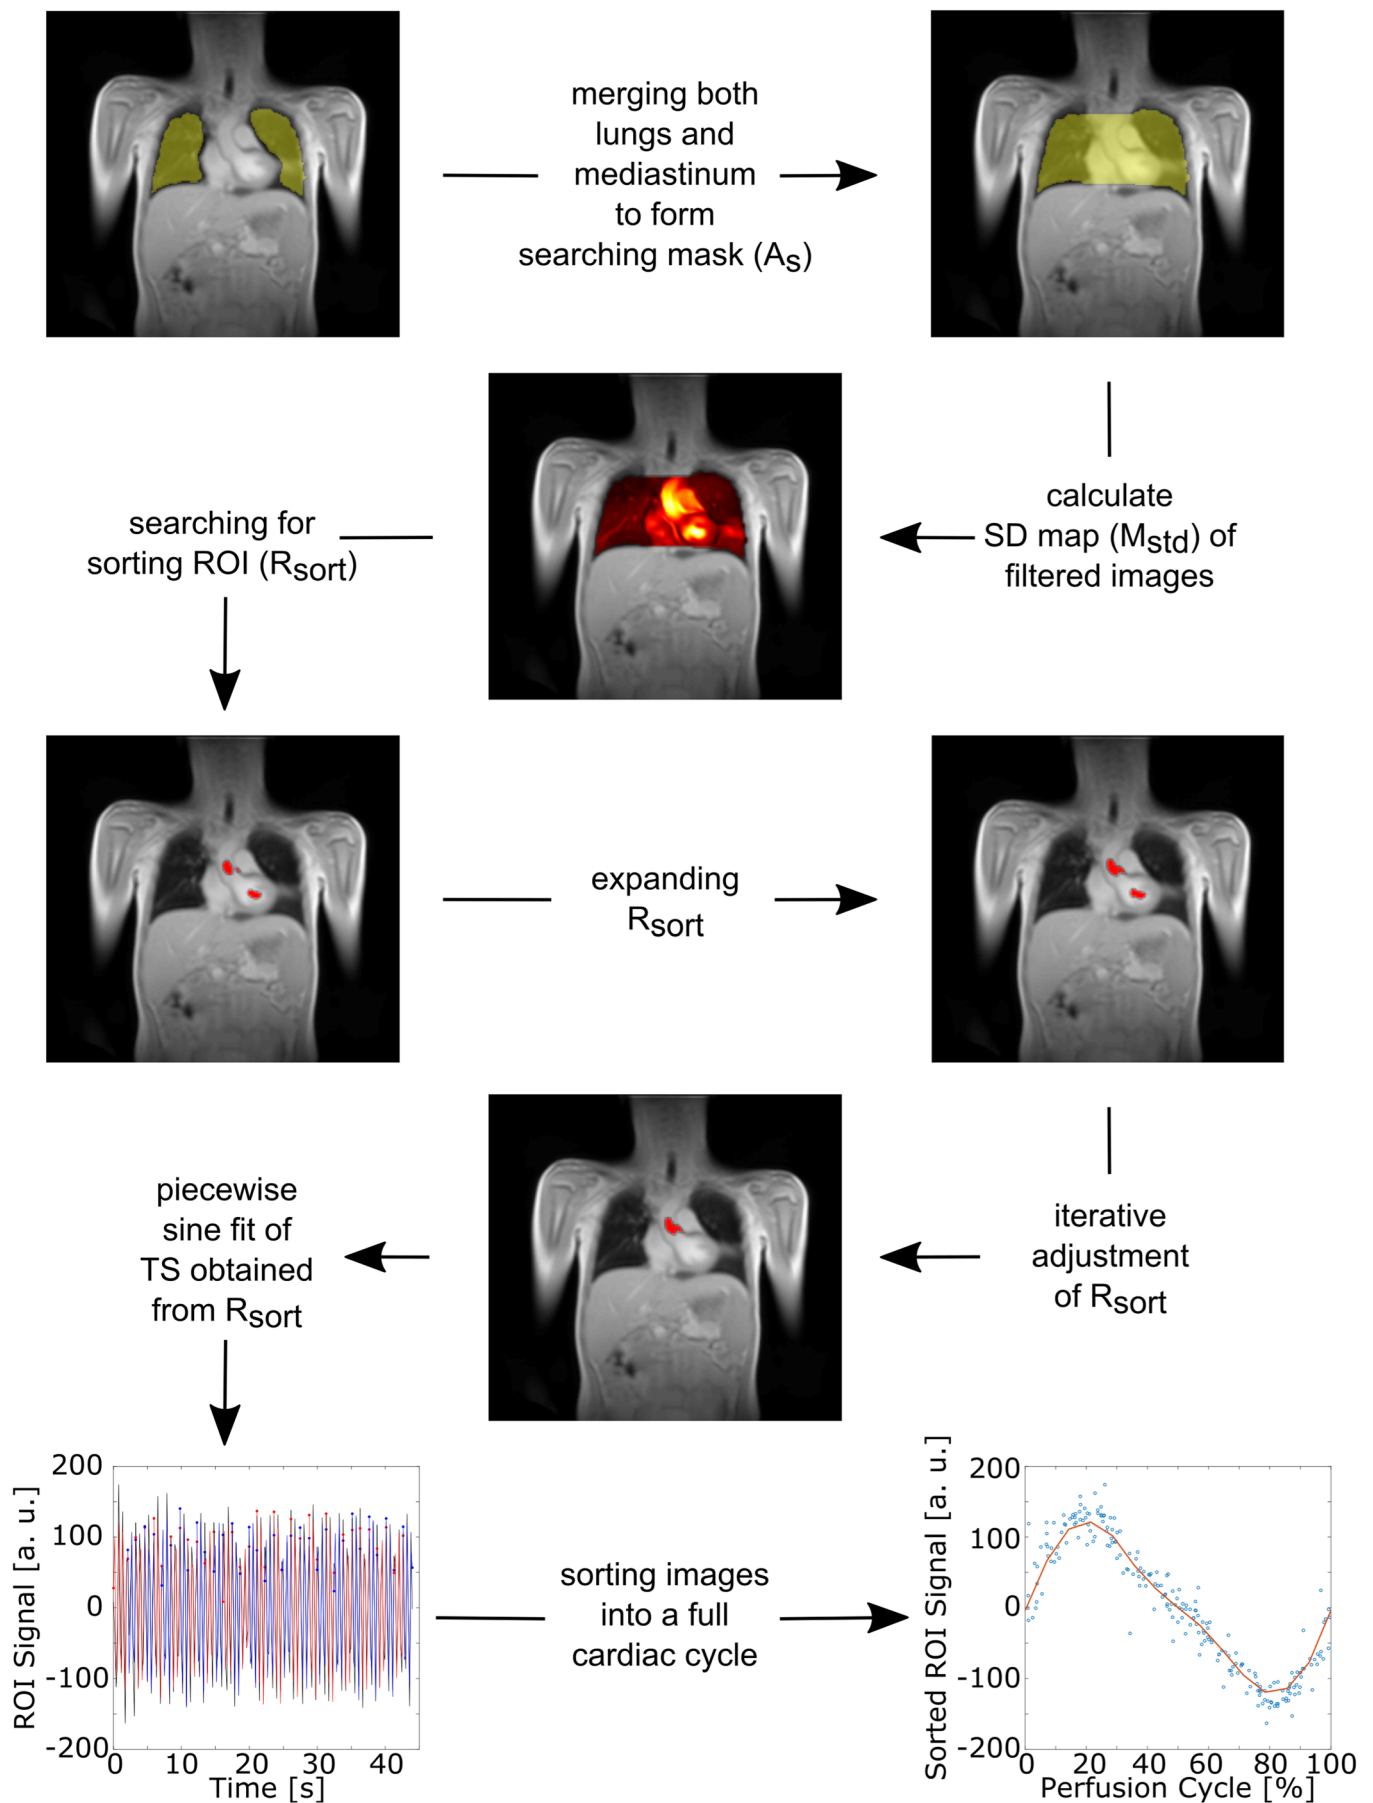 merging both
lungs and
mediastinum
to form
searching mask (As)
calculate
SD map (Mstd) of
filtered images
searching for
sorting ROI (Rsort)
expanding
Rsort
iterative
adjustment
of Rsort
piecewise
sine fit of
TS obtained
from Rsort
ROI Signal [a. u.]
200
100
0
-100
-200
0 10 20 30 40
Time [s]
sorting images
into a full
cardiac cycle
Sorted ROI Signal [a. u.]
200
100
0
-100
-200
0 20 40 60 80 100
Perfusion Cycle [%]